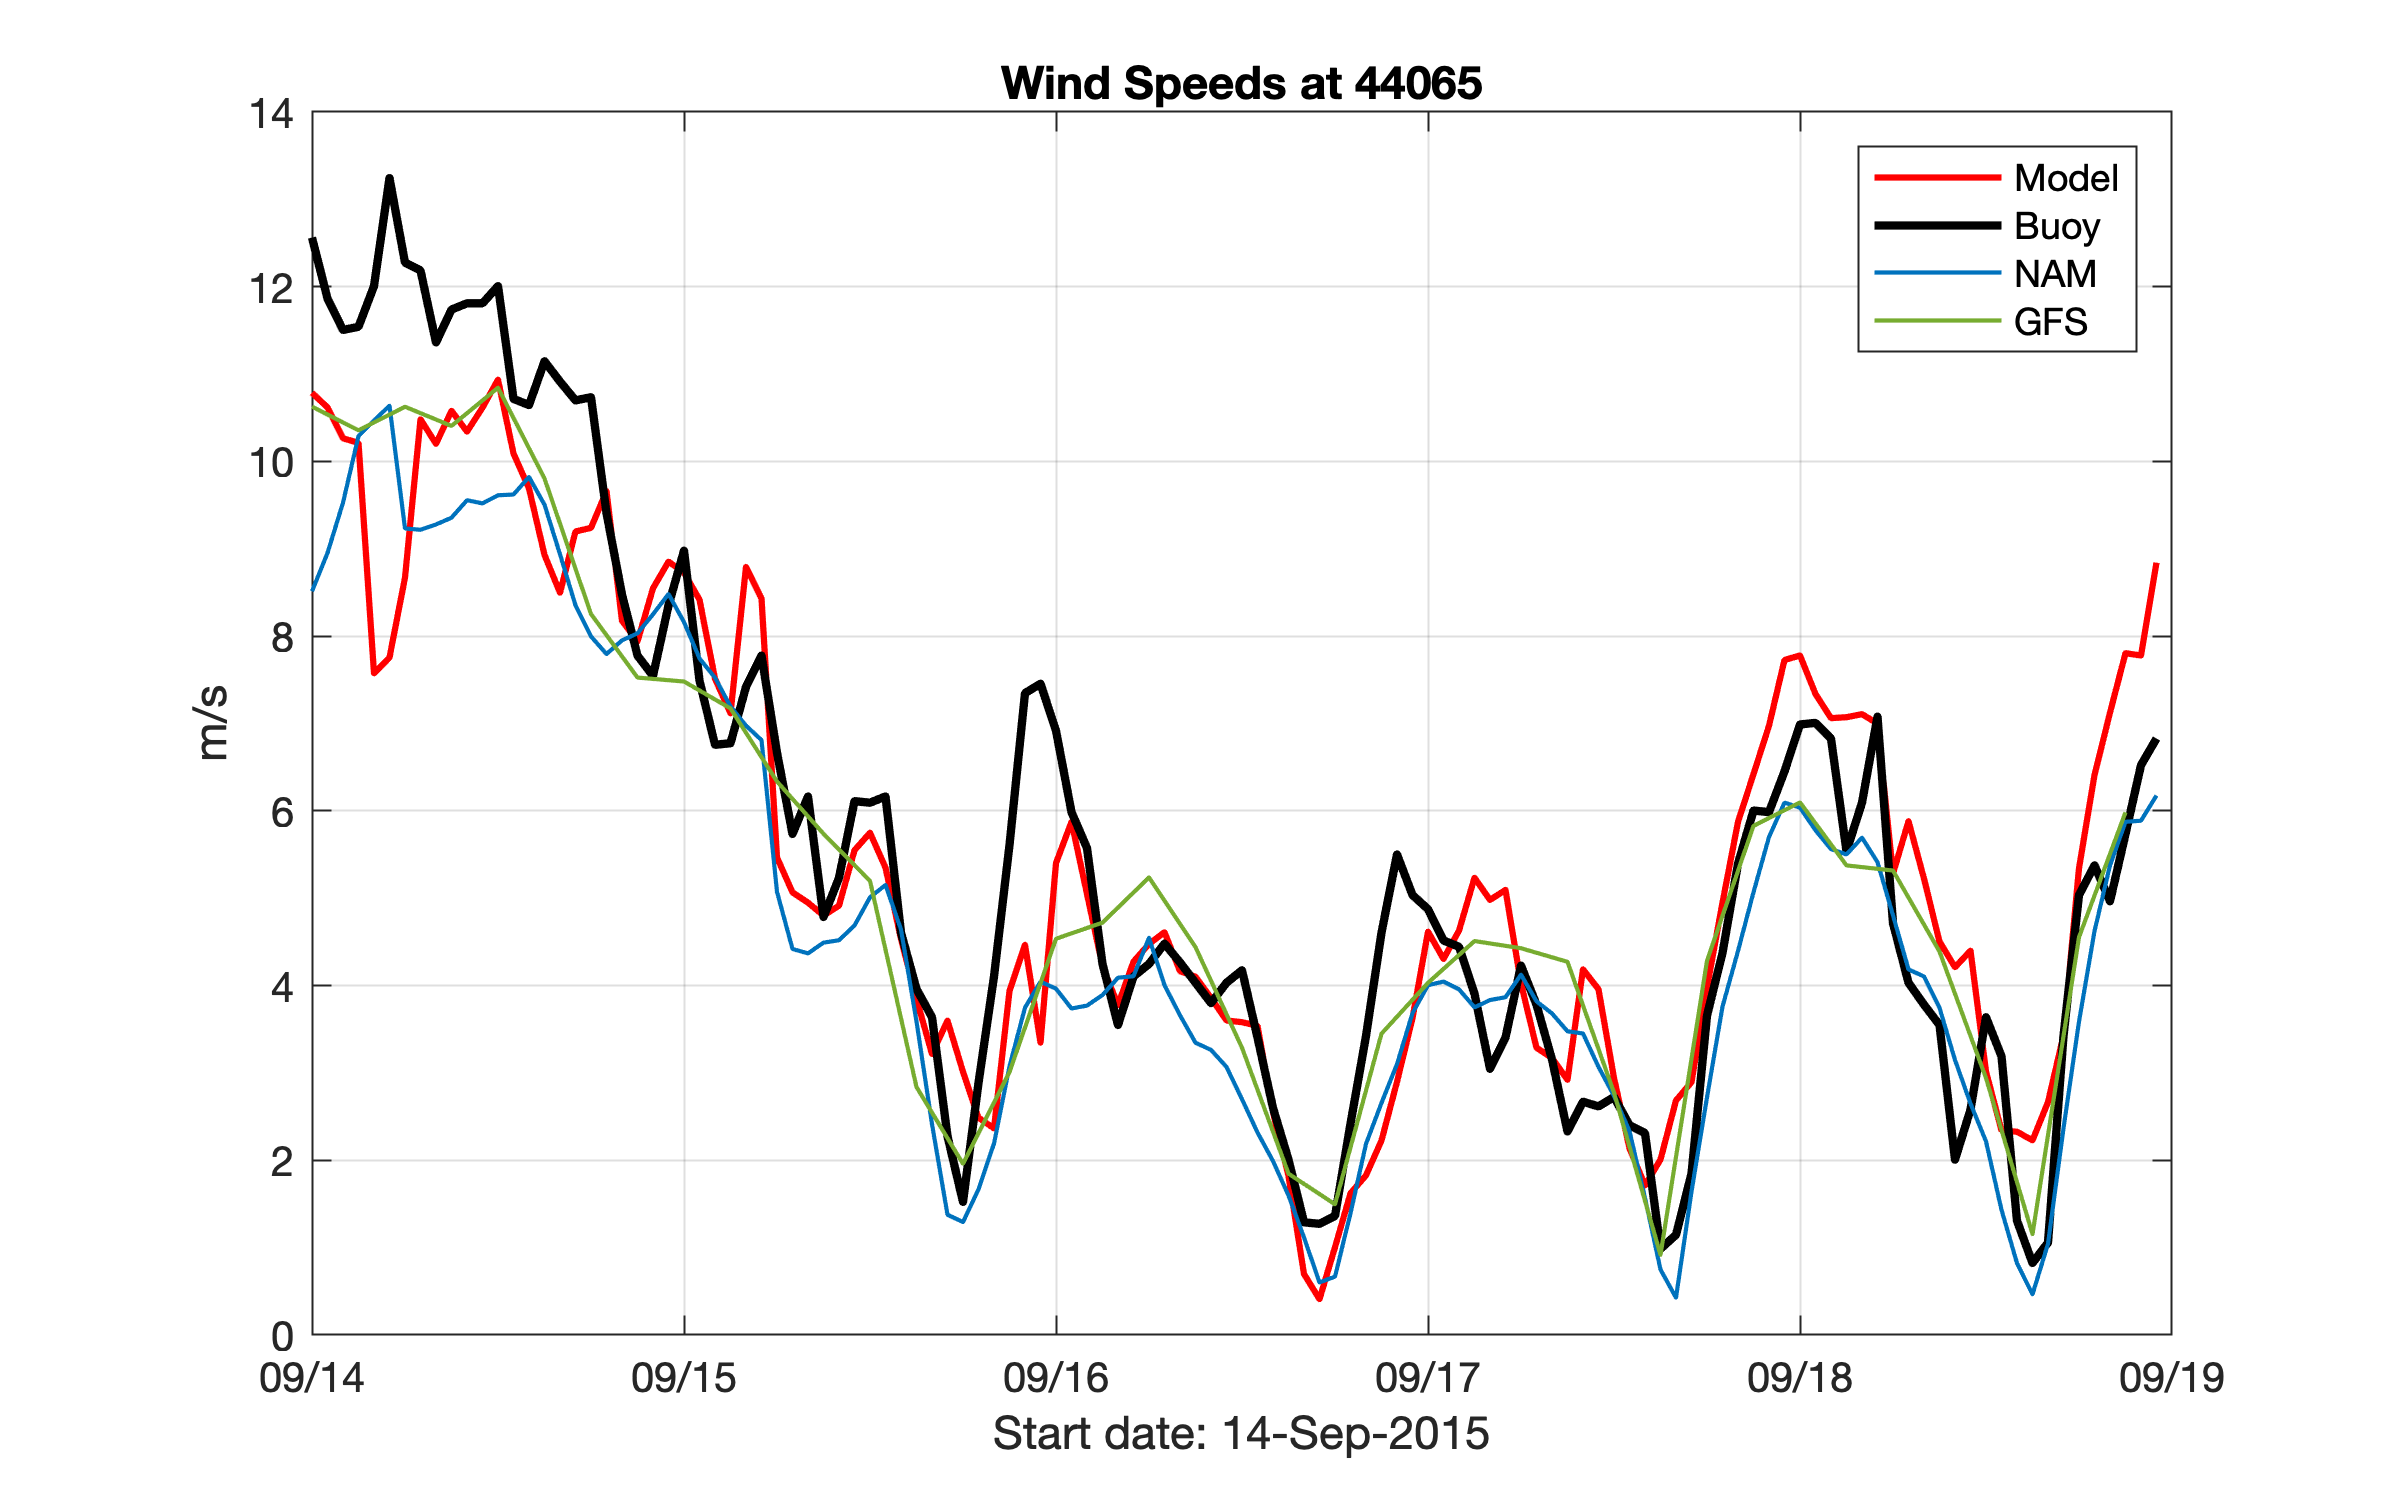 Wind Speeds at 44065
14
12
10
8
6
4
2
0
m/s
Model
Buoy
NAM
GFS
09/14 09/15 09/16 09/17 09/18 09/19
Start date: 14-Sep-2015